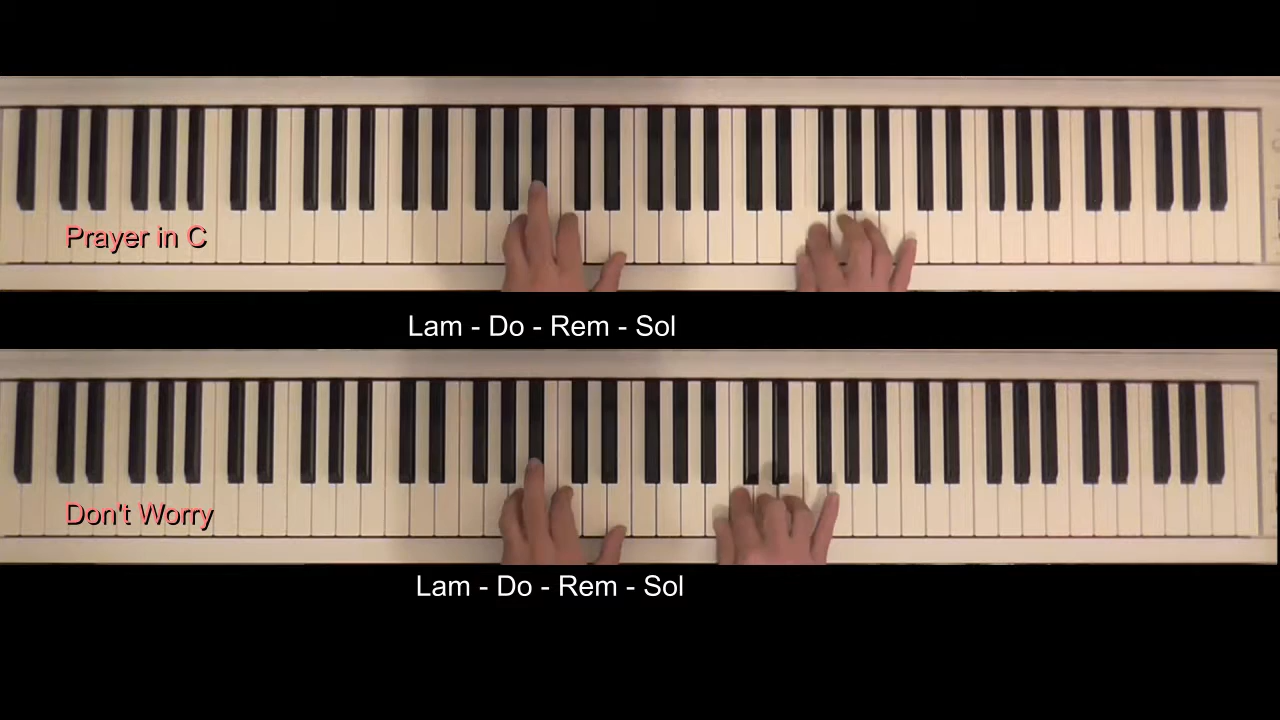 Prayer in C
Lam - Do - Rem - Sol
Don't Worry
Lam - Do - Rem - Sol